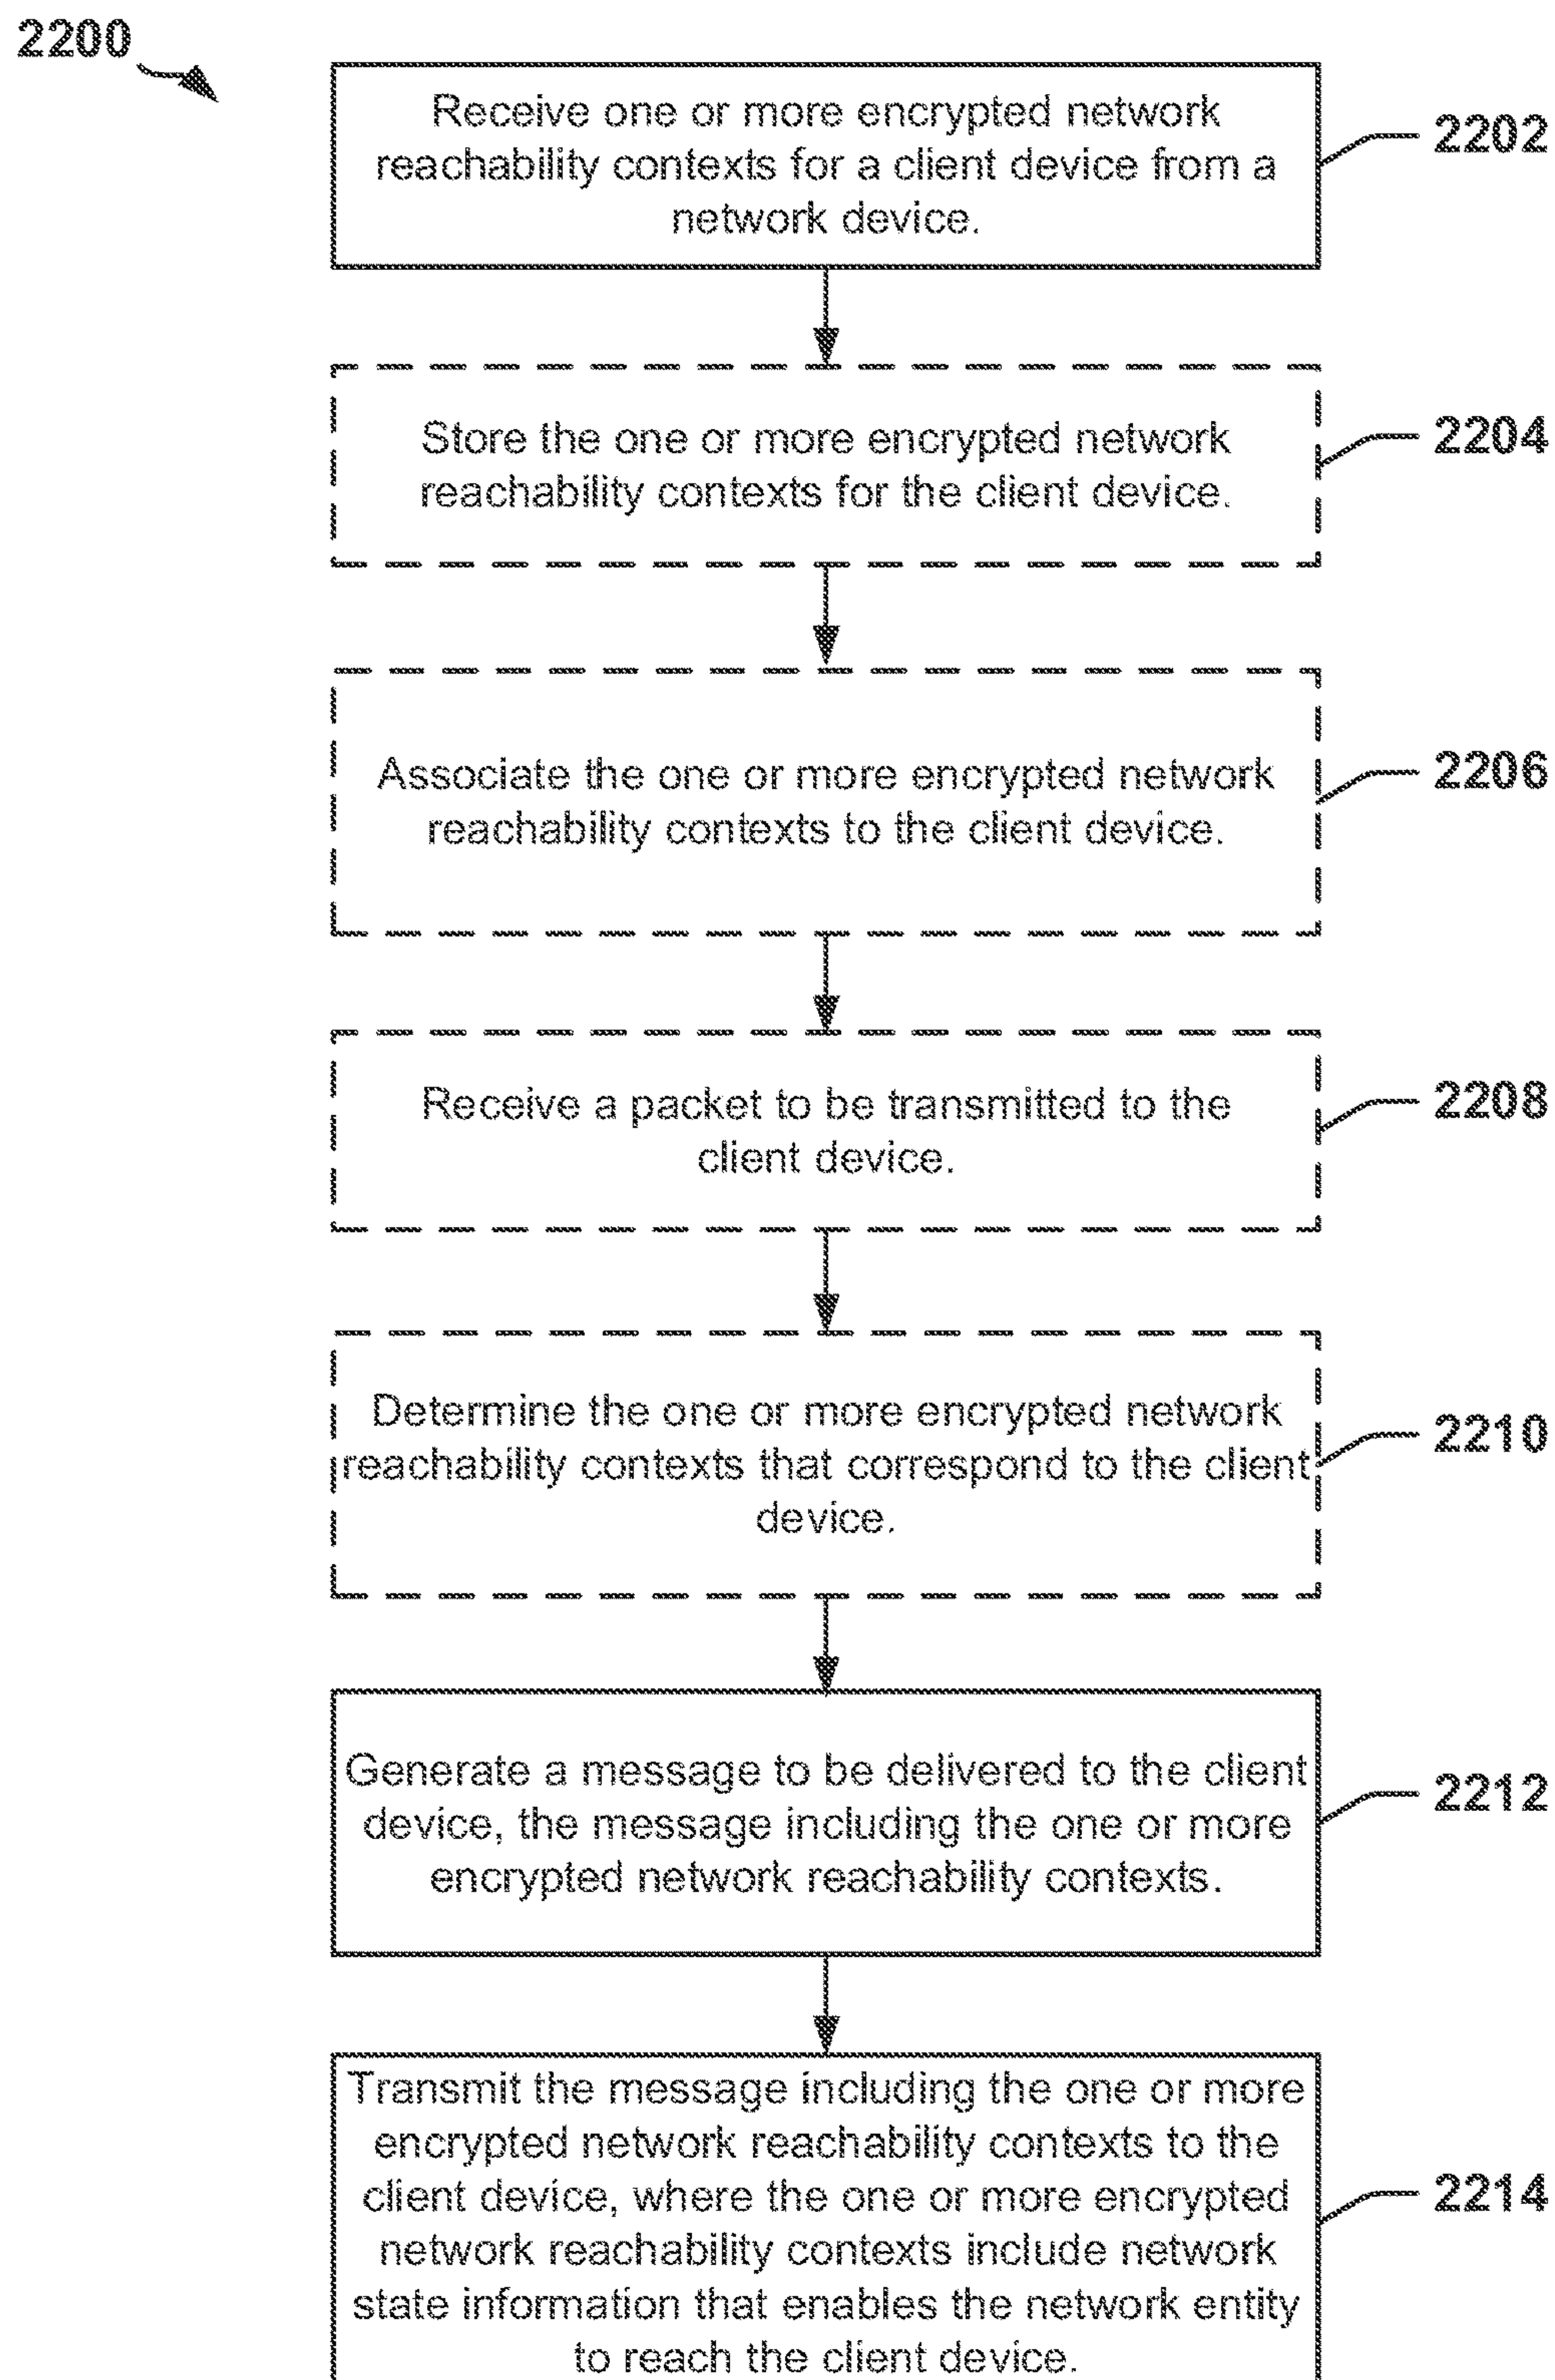 2200
Receive one or more encrypted network
reachability contexts for a client device from a
network device.
2202
Store the one or more encrypted network
reachability contexts for the client device.
2204
Associate the one or more encrypted network
reachability contexts to the client device.
2206
Receive a packet to be transmitted to the
client device.
2208
Determine the one or more encrypted network
reachability contexts that correspond to the client
device.
2210
Generate a message to be delivered to the client
device, the message including the one or more
encrypted network reachability contexts.
2212
Transmit the message including the one or more
encrypted network reachability contexts to the
client device, where the one or more encrypted
network reachability contexts include network
state information that enables the network entity
to reach the client device.
2214